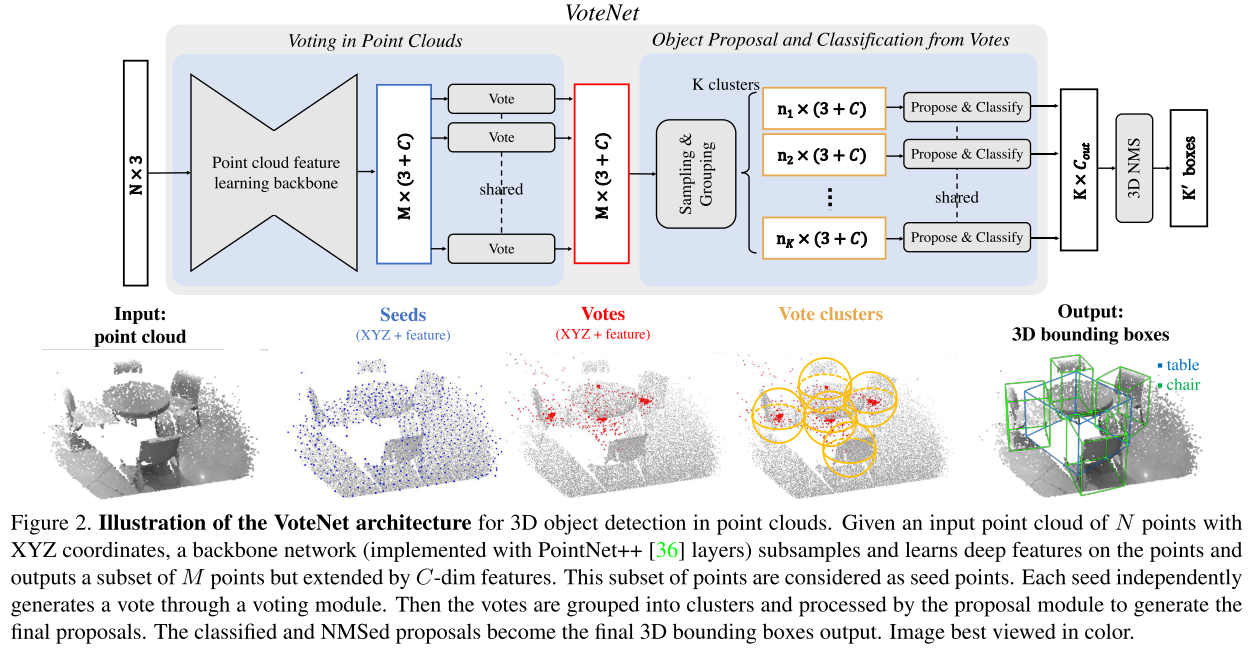 VoteNet
Voting in Point Clouds
Object Proposal and Classification from Votes
N × 3
Point cloud feature
learning backbone
M × (3 + C)
Vote
Vote
shared
Vote
M × (3 + C)
Sampling &
Grouping
K clusters
n₁ × (3 + C)
n₂ × (3 + C)
⋮
n_K × (3 + C)
Propose & Classify
Propose & Classify
shared
Propose & Classify
K × C_out
3D NMS
K′ boxes
Input:
point cloud
Seeds
(XYZ + feature)
Votes
(XYZ + feature)
Vote clusters
Output:
3D bounding boxes
table
chair
Figure 2. Illustration of the VoteNet architecture for 3D object detection in point clouds. Given an input point cloud of N points with
XYZ coordinates, a backbone network (implemented with PointNet++ [36] layers) subsamples and learns deep features on the points and
outputs a subset of M points but extended by C-dim features. This subset of points are considered as seed points. Each seed independently
generates a vote through a voting module. Then the votes are grouped into clusters and processed by the proposal module to generate the
final proposals. The classified and NMSed proposals become the final 3D bounding boxes output. Image best viewed in color.